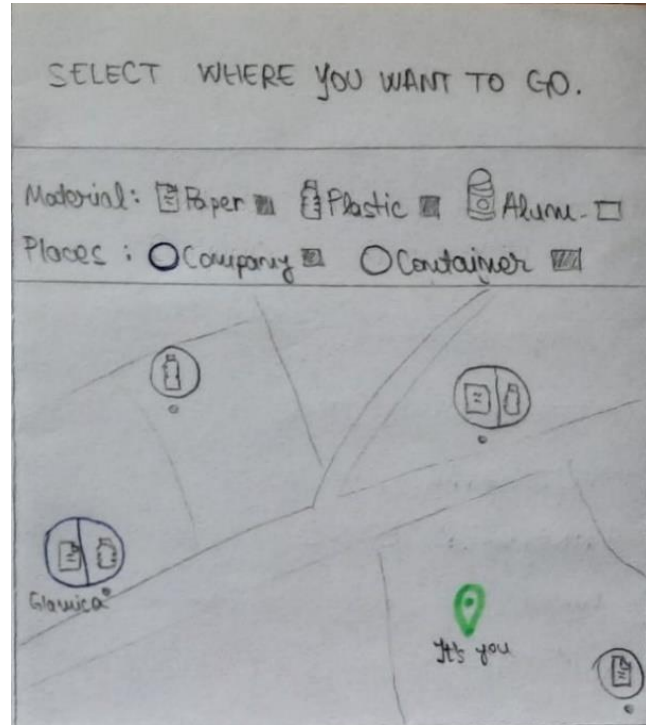 SELECT WHERE YOU WANT TO GO.
Material: Paper Plastic Alum.
Places: Company Container
Glamica
It's you